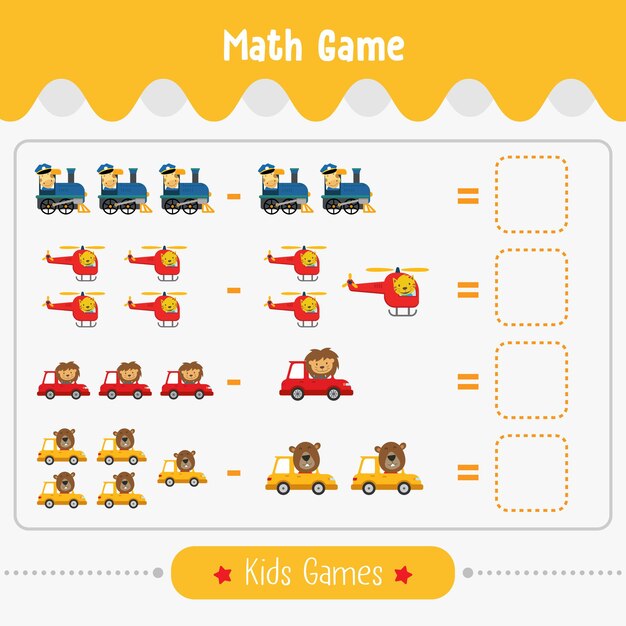 Math Game
- =
- =
- =
- =
Kids Games